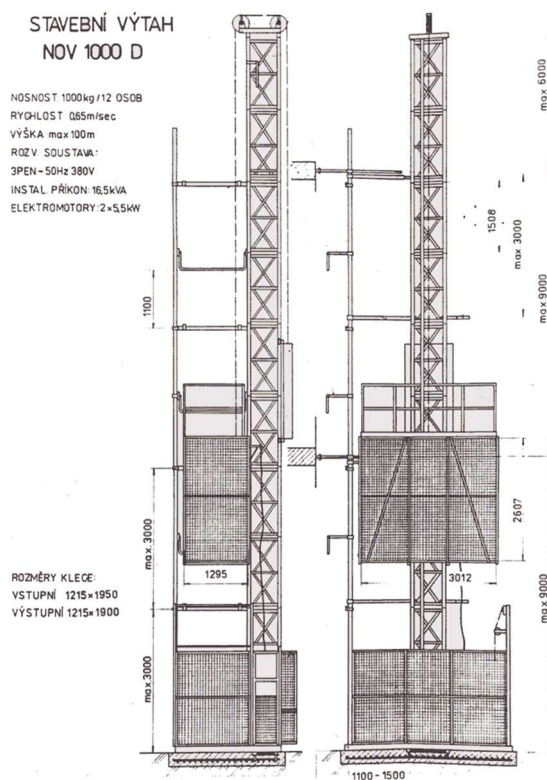 STAVEBNÍ VÝTAH
NOV 1000 D
NOSNOST 1000kg/12 OSOB
RYCHLOST 0,65m/sec
VÝŠKA max 100m
ROZV. SOUSTAVA:
3PEN-50Hz 380V
INSTAL. PŘÍKON: 16,5kVA
ELEKTROMOTORY: 2×5,5kW
1100
max.3000
1295
ROZMĚRY KLECE:
VSTUPNÍ 1215×1950
VÝSTUPNÍ 1215×1900
max 3000
max 6000
1508
max 3000
max 9000
2607
3012
max 9000
1100-1500